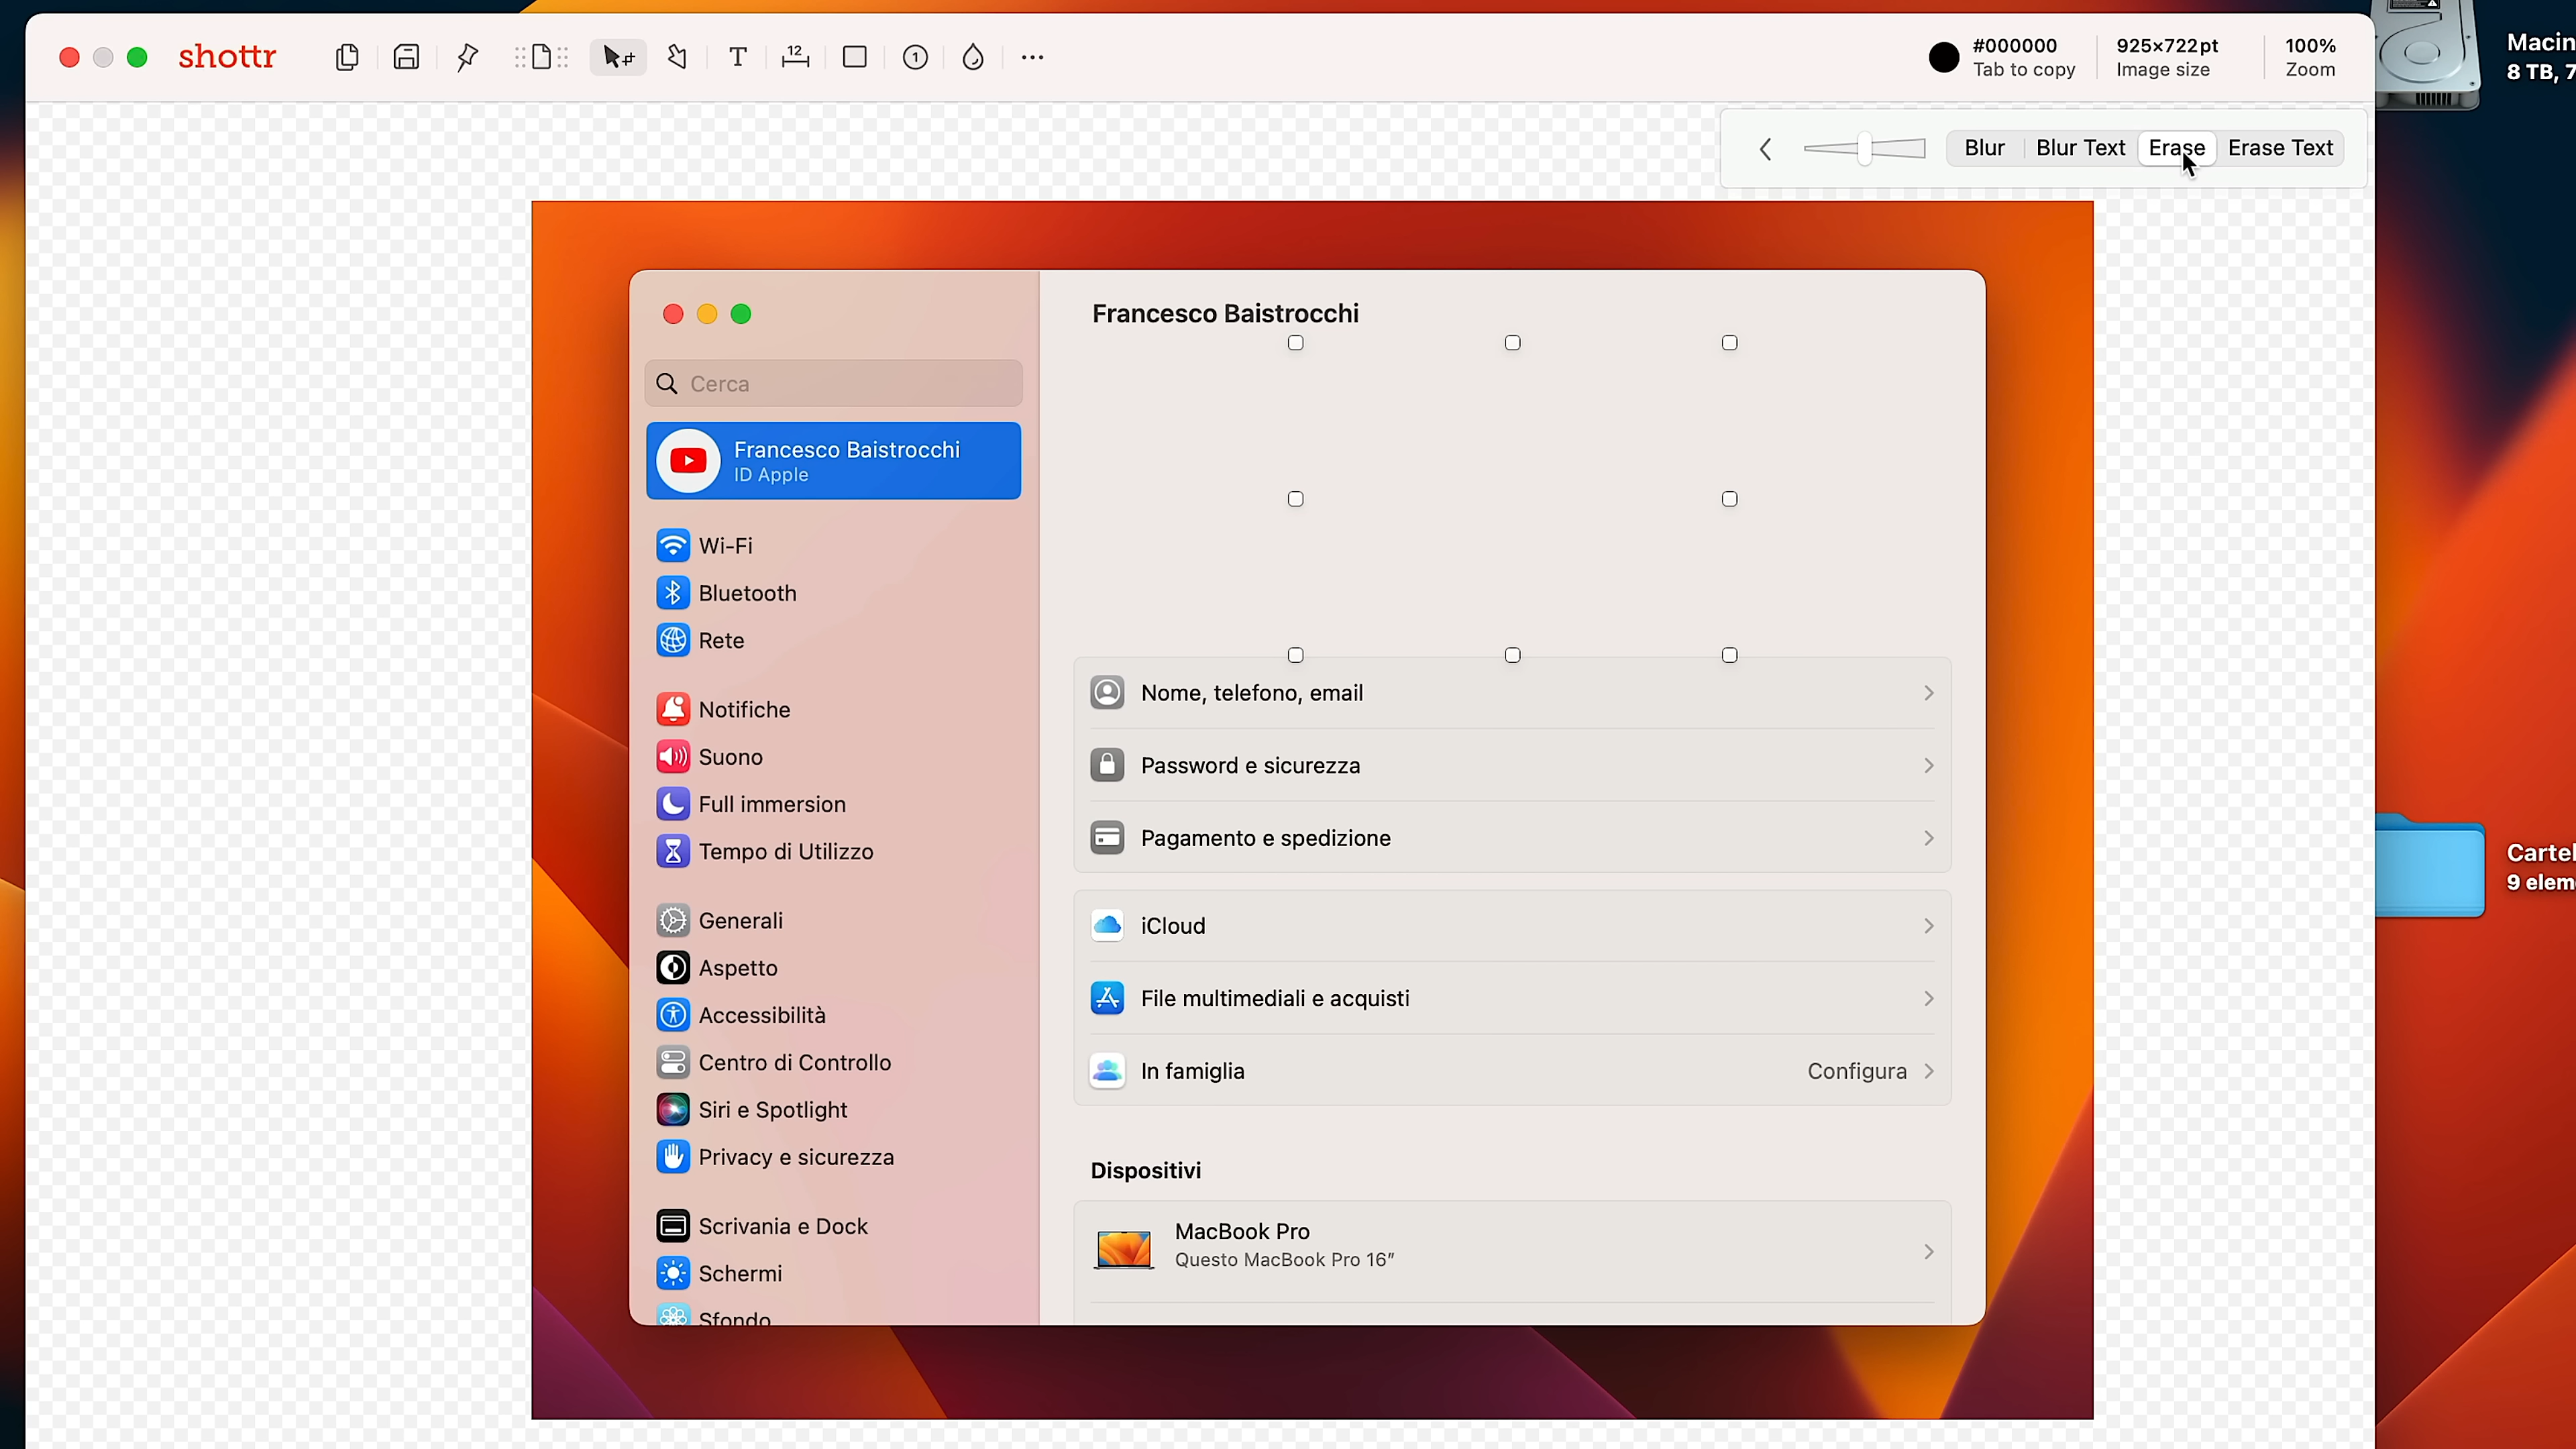 shottr
12
T
1
#000000
Tab to copy
925×722pt
Image size
100%
Zoom
Macin
8 TB, 7
Blur
Blur Text
Erase
Erase Text
Francesco Baistrocchi
Cerca
Francesco Baistrocchi
ID Apple
Wi-Fi
Bluetooth
Rete
Notifiche
Suono
Full immersion
Tempo di Utilizzo
Generali
Aspetto
Accessibilità
Centro di Controllo
Siri e Spotlight
Privacy e sicurezza
Scrivania e Dock
Schermi
Sfondo
Nome, telefono, email
Password e sicurezza
Pagamento e spedizione
iCloud
File multimediali e acquisti
In famiglia
Configura
Dispositivi
MacBook Pro
Questo MacBook Pro 16″
Cartel
9 elem